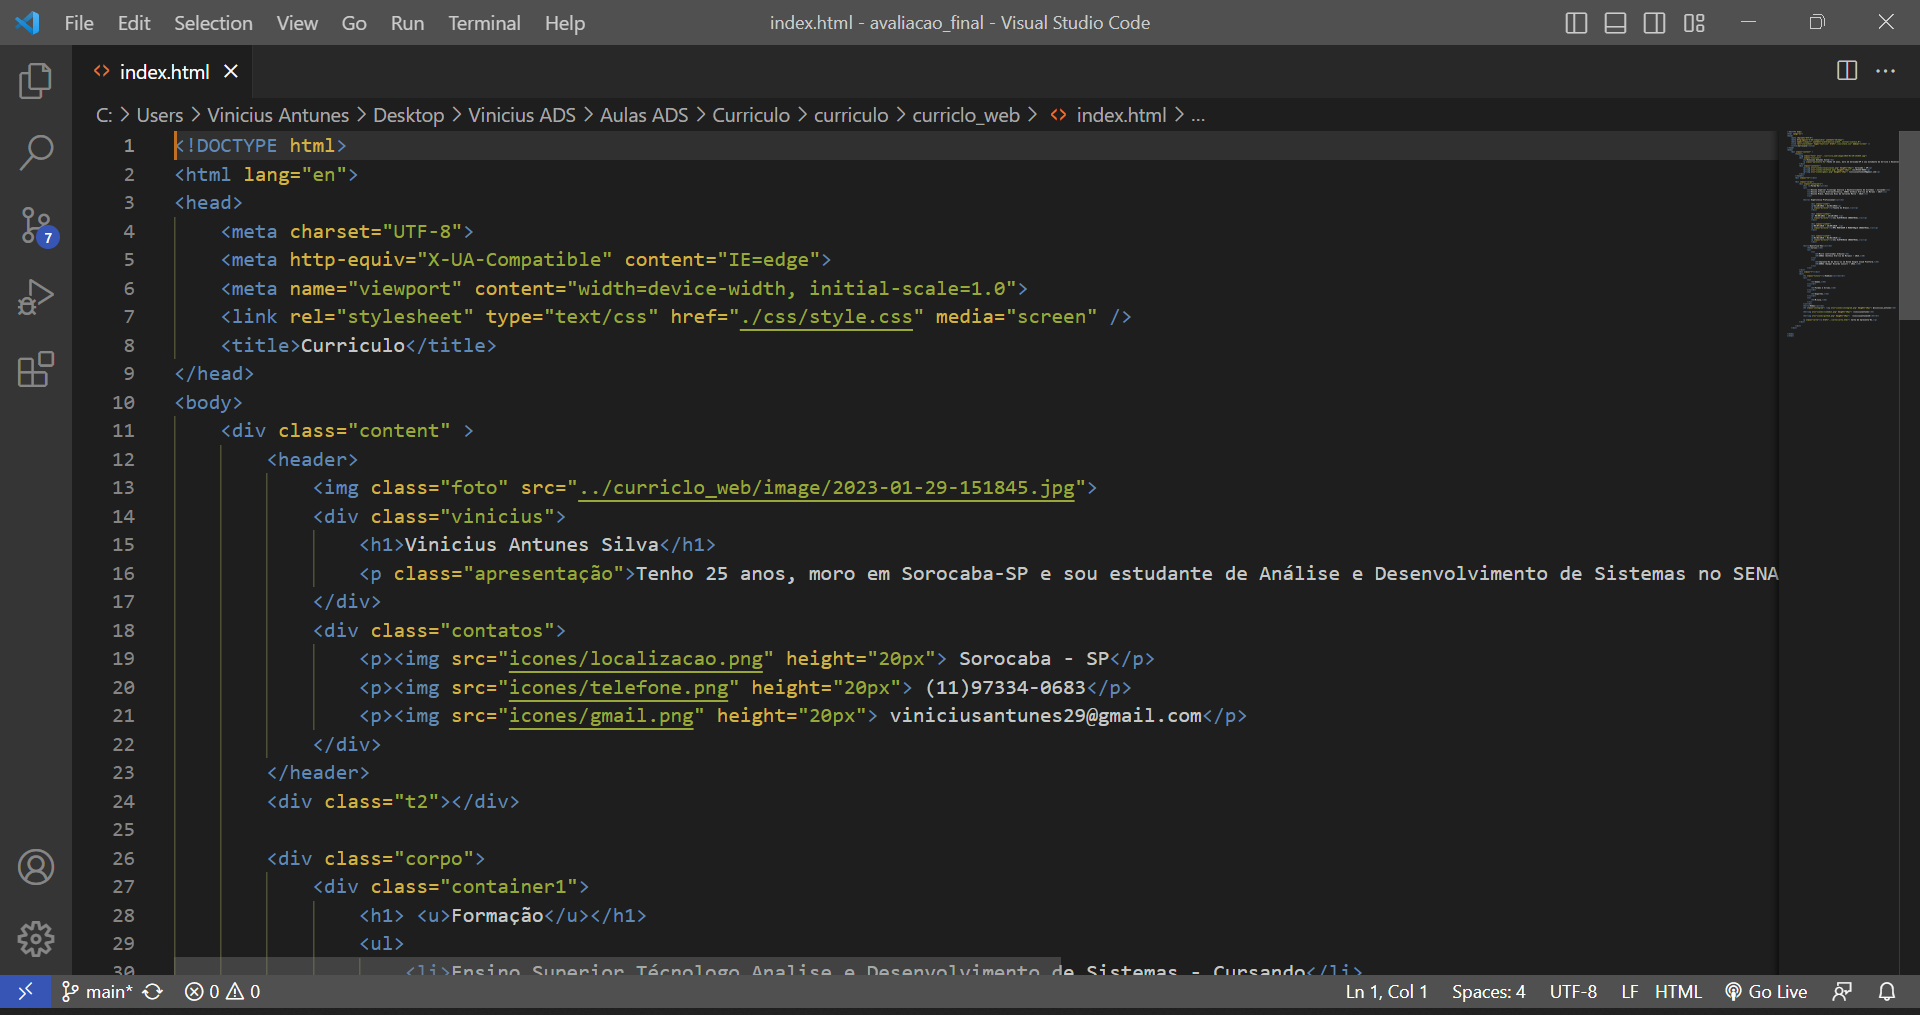 File Edit Selection View Go Run Terminal Help index.html - avaliacao_final - Visual Studio Code
index.html
C: > Users > Vinicius Antunes > Desktop > Vinicius ADS > Aulas ADS > Curriculo > curriculo > curriclo_web > <> index.html > ...
1 <!DOCTYPE html>
2 <html lang="en">
3 <head>
4 <meta charset="UTF-8">
5 <meta http-equiv="X-UA-Compatible" content="IE=edge">
6 <meta name="viewport" content="width=device-width, initial-scale=1.0">
7 <link rel="stylesheet" type="text/css" href="./css/style.css" media="screen" />
8 <title>Curriculo</title>
9 </head>
10 <body>
11 <div class="content" >
12 <header>
13 <img class="foto" src="../curriclo_web/image/2023-01-29-151845.jpg">
14 <div class="vinicius">
15 <h1>Vinicius Antunes Silva</h1>
16 <p class="apresentação">Tenho 25 anos, moro em Sorocaba-SP e sou estudante de Análise e Desenvolvimento de Sistemas no SENA
17 </div>
18 <div class="contatos">
19 <p><img src="icones/localizacao.png" height="20px"> Sorocaba - SP</p>
20 <p><img src="icones/telefone.png" height="20px"> (11)97334-0683</p>
21 <p><img src="icones/gmail.png" height="20px"> viniciusantunes29@gmail.com</p>
22 </div>
23 </header>
24 <div class="t2"></div>
25
26 <div class="corpo">
27 <div class="container1">
28 <h1> <u>Formação</u></h1>
29 <ul>
30 <li>Ensino Superior Técnologo Analise e Desenvolvimento de Sistemas - Cursando</li>
7
main* 0 0 Ln 1, Col 1 Spaces: 4 UTF-8 LF HTML Go Live